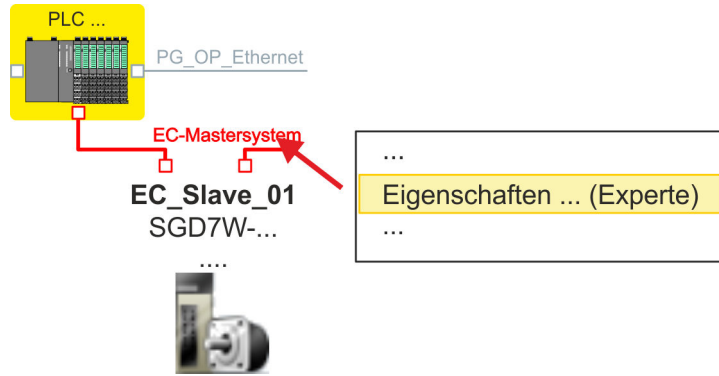 PLC ...
PG_OP_Ethernet
EC-Mastersystem
EC_Slave_01
SGD7W-...
....
...
Eigenschaften ... (Experte)
...